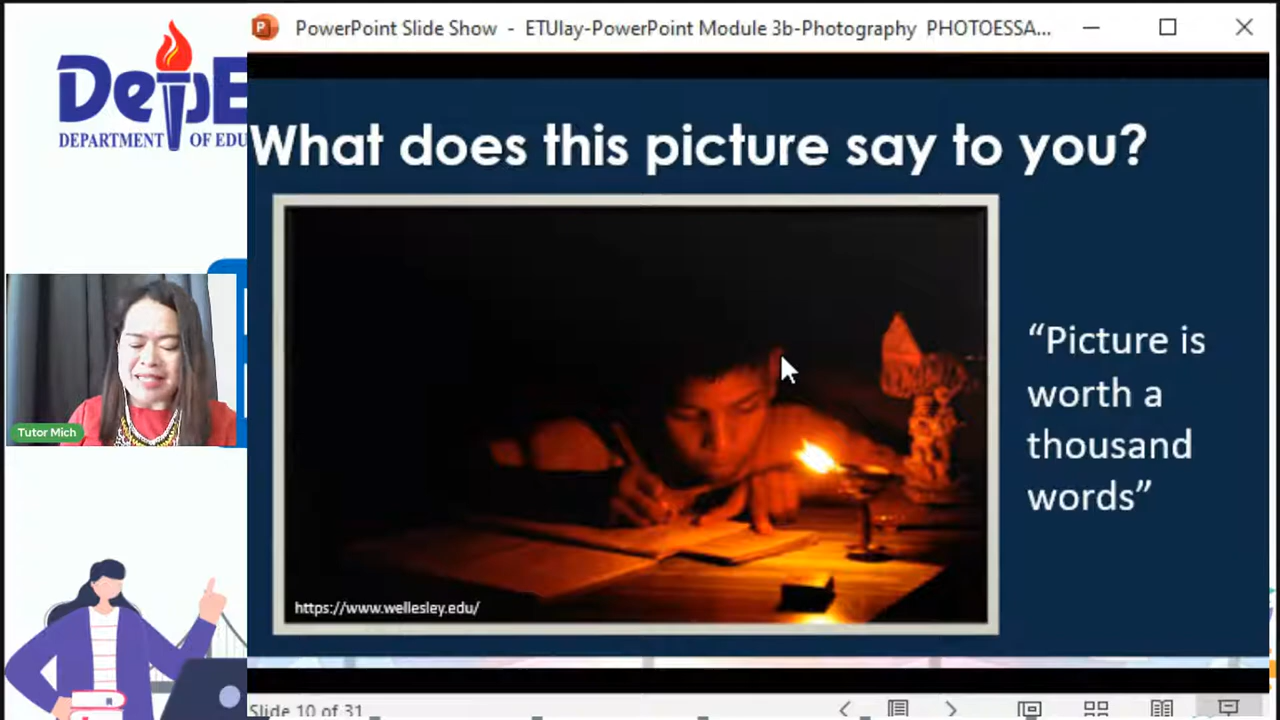 PowerPoint Slide Show - ETUlay-PowerPoint Module 3b-Photography PHOTOESSA...
DepE
DEPARTMENT OF EDU
What does this picture say to you?
"Picture is
worth a
thousand
words"
Tutor Mich
https://www.wellesley.edu/
Slide 10 of 31